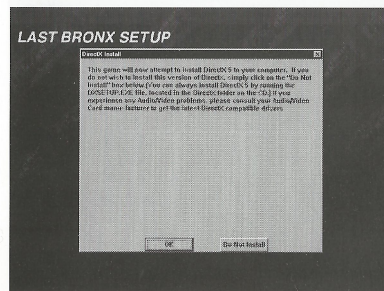 LAST BRONX SETUP
DirectX Install
This game will now attempt to install DirectX 5 to your computer. If you
do not wish to install this version of DirectX, simply click on the "Do Not
Install" box below. (You can always install DirectX 5 by running the
DXSETUP.EXE file, located in the DirectX folder on the CD.) If you
experience any Audio/Video problems, please consult your Audio/Video
Card manufacturer to get the latest DirectX compatible drivers.
OK
Do Not Install